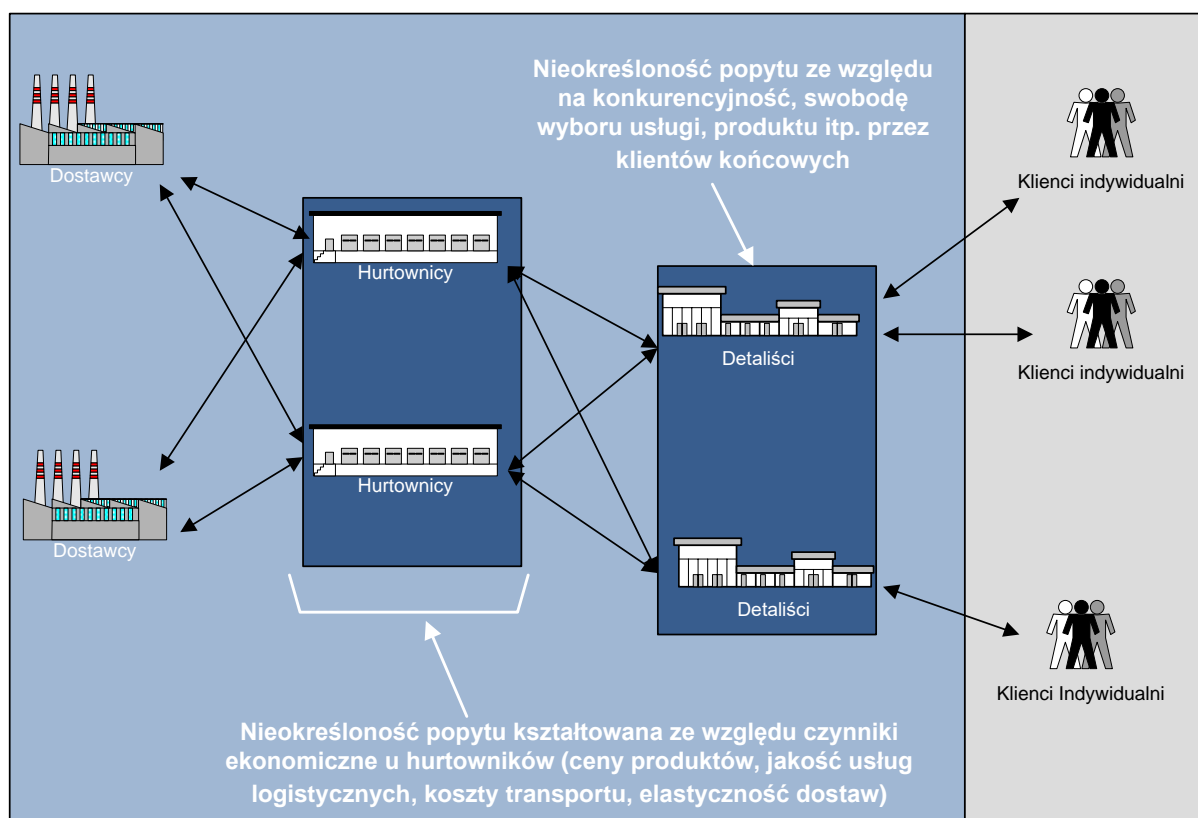 Nieokreśloność popytu ze względu
na konkurencyjność, swobodę
wyboru usługi, produktu itp. przez
klientów końcowych
Dostawcy
Klienci indywidualni
Hurtownicy
Detaliści
Klienci indywidualni
Hurtownicy
Dostawcy
Detaliści
Klienci Indywidualni
Nieokreśloność popytu kształtowana ze względu czynniki
ekonomiczne u hurtowników (ceny produktów, jakość usług
logistycznych, koszty transportu, elastyczność dostaw)